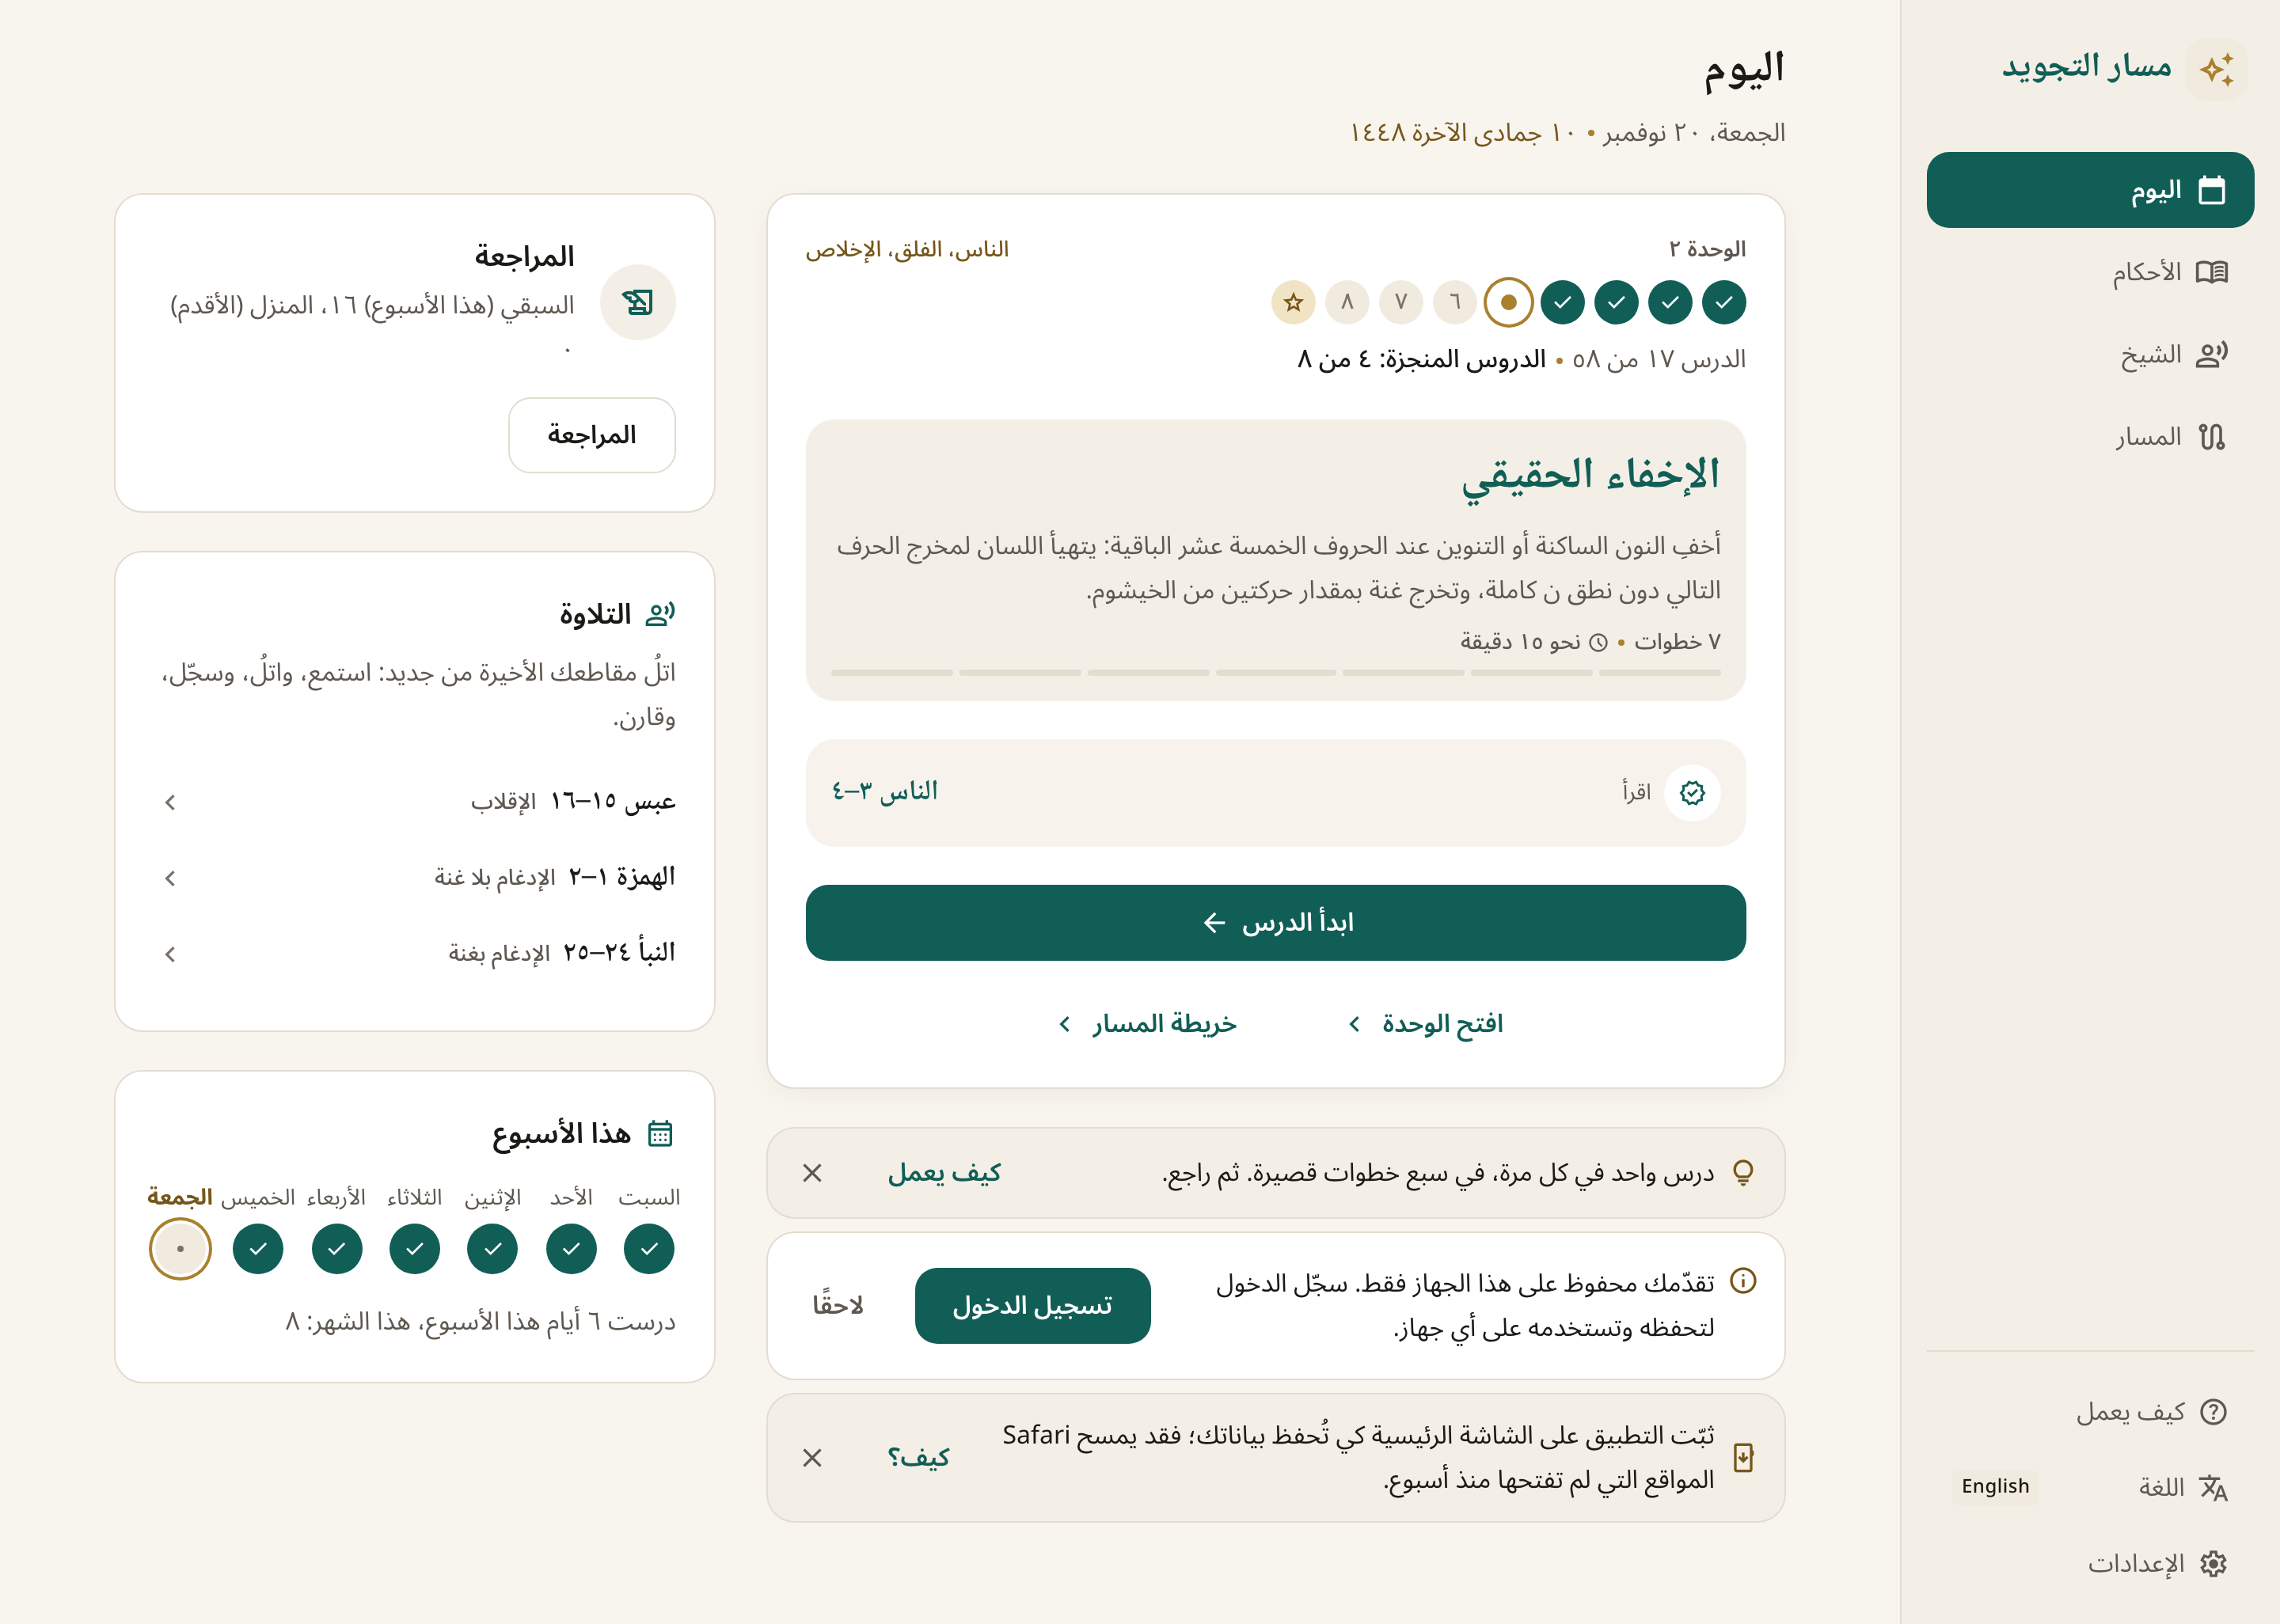 مسار التجويد
اليوم
الأحكام
الشيخ
المسار
كيف يعمل
اللغة English
الإعدادات
اليوم
الجمعة، ٢٠ نوفمبر • ١٠ جمادى الآخرة ١٤٤٨
الوحدة ٢
الناس، الفلق، الإخلاص
٦ ٧ ٨
الدرس ١٧ من ٥٨ • الدروس المنجزة: ٤ من ٨
الإخفاء الحقيقي
أخفِ النون الساكنة أو التنوين عند الحروف الخمسة عشر الباقية: يتهيأ اللسان لمخرج الحرف
التالي دون نطق ن كاملة، وتخرج غنة بمقدار حركتين من الخيشوم.
٧ خطوات • نحو ١٥ دقيقة
اقرأ
الناس ٣–٤
ابدأ الدرس
افتح الوحدة
خريطة المسار
درس واحد في كل مرة، في سبع خطوات قصيرة. ثم راجع.
كيف يعمل
تقدّمك محفوظ على هذا الجهاز فقط. سجّل الدخول
لتحفظه وتستخدمه على أي جهاز.
تسجيل الدخول
لاحقًا
ثبّت التطبيق على الشاشة الرئيسية كي تُحفظ بياناتك؛ فقد يمسح Safari
المواقع التي لم تفتحها منذ أسبوع.
كيف؟
المراجعة
السبقي (هذا الأسبوع) ١٦، المنزل (الأقدم)
٠
المراجعة
التلاوة
اتلُ مقاطعك الأخيرة من جديد: استمع، واتلُ، وسجّل،
وقارن.
عبس ١٥–١٦ الإقلاب
الهمزة ١–٢ الإدغام بلا غنة
النبأ ٢٤–٢٥ الإدغام بغنة
هذا الأسبوع
السبت الأحد الإثنين الثلاثاء الأربعاء الخميس الجمعة
درست ٦ أيام هذا الأسبوع، هذا الشهر: ٨